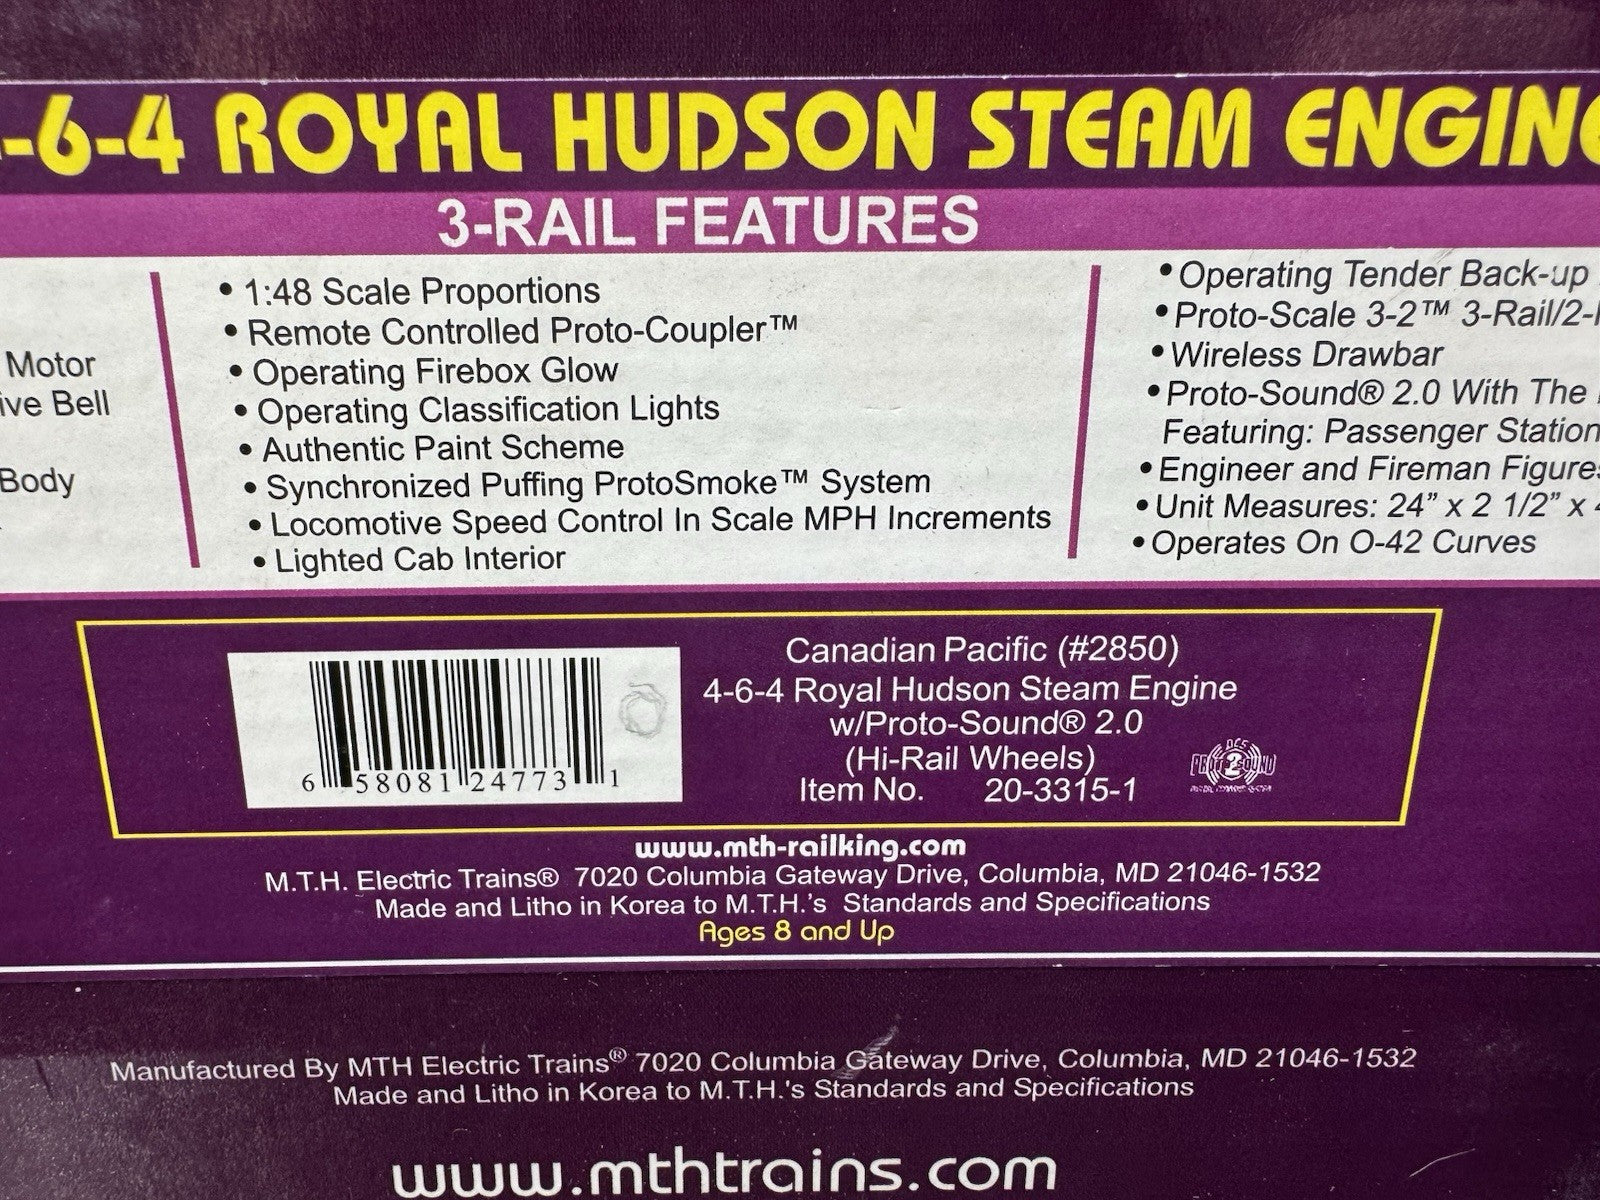 -6-4 ROYAL HUDSON STEAM ENGINE
3-RAIL FEATURES
Motor
ive Bell
Body
• 1:48 Scale Proportions
• Remote Controlled Proto-Coupler™
• Operating Firebox Glow
• Operating Classification Lights
• Authentic Paint Scheme
• Synchronized Puffing ProtoSmoke™ System
• Locomotive Speed Control In Scale MPH Increments
• Lighted Cab Interior
• Operating Tender Back-up
• Proto-Scale 3-2™ 3-Rail/2-
• Wireless Drawbar
• Proto-Sound® 2.0 With The
Featuring: Passenger Station
• Engineer and Fireman Figures
• Unit Measures: 24” x 2 1/2” x
• Operates On O-42 Curves
6 58081 24773 1
Canadian Pacific (#2850)
4-6-4 Royal Hudson Steam Engine
w/Proto-Sound® 2.0
(Hi-Rail Wheels)
Item No. 20-3315-1
DCS
PROTO 2 SOUND
www.mth-railking.com
M.T.H. Electric Trains® 7020 Columbia Gateway Drive, Columbia, MD 21046-1532
Made and Litho in Korea to M.T.H.'s Standards and Specifications
Ages 8 and Up
Manufactured By MTH Electric Trains® 7020 Columbia Gateway Drive, Columbia, MD 21046-1532
Made and Litho in Korea to M.T.H.'s Standards and Specifications
www.mthtrains.com